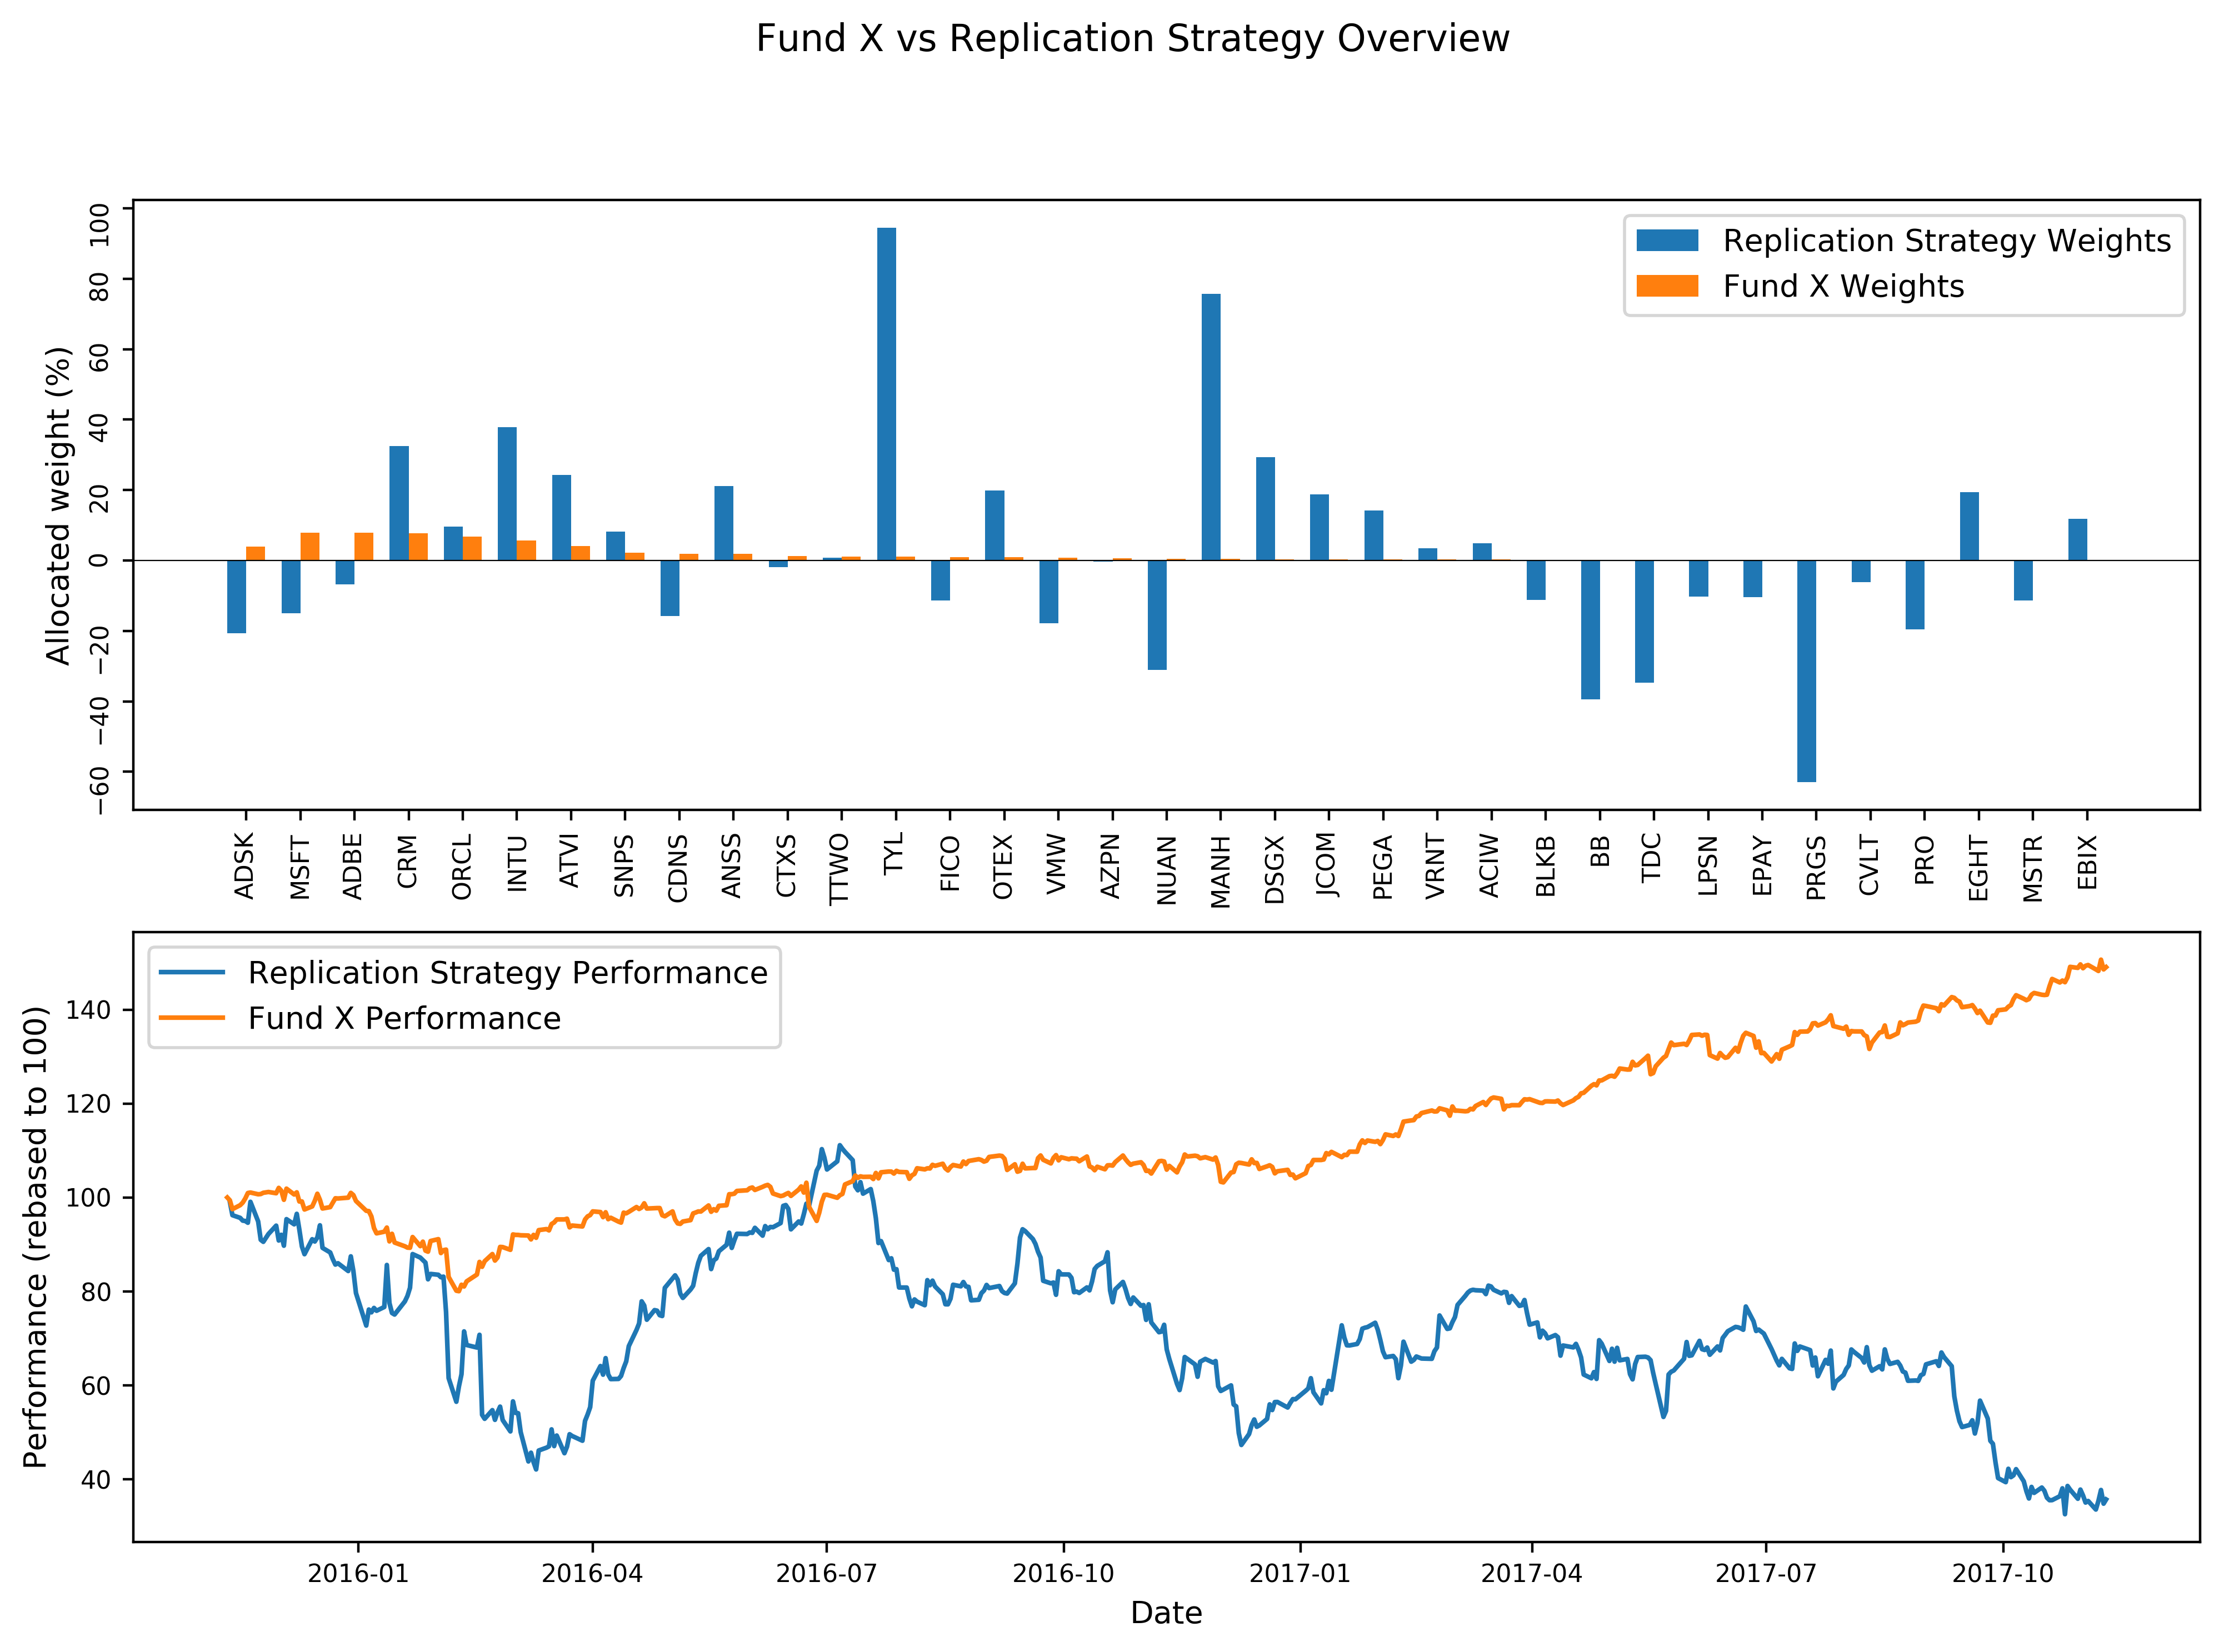 Fund X vs Replication Strategy Overview
Replication Strategy Weights
Fund X Weights
Allocated weight (%)
100
80
60
40
20
0
−20
−40
−60
ADSK
MSFT
ADBE
CRM
ORCL
INTU
ATVI
SNPS
CDNS
ANSS
CTXS
TTWO
TYL
FICO
OTEX
VMW
AZPN
NUAN
MANH
DSGX
JCOM
PEGA
VRNT
ACIW
BLKB
BB
TDC
LPSN
EPAY
PRGS
CVLT
PRO
EGHT
MSTR
EBIX
Replication Strategy Performance
Fund X Performance
Performance (rebased to 100)
140
120
100
80
60
40
2016-01
2016-04
2016-07
2016-10
2017-01
2017-04
2017-07
2017-10
Date